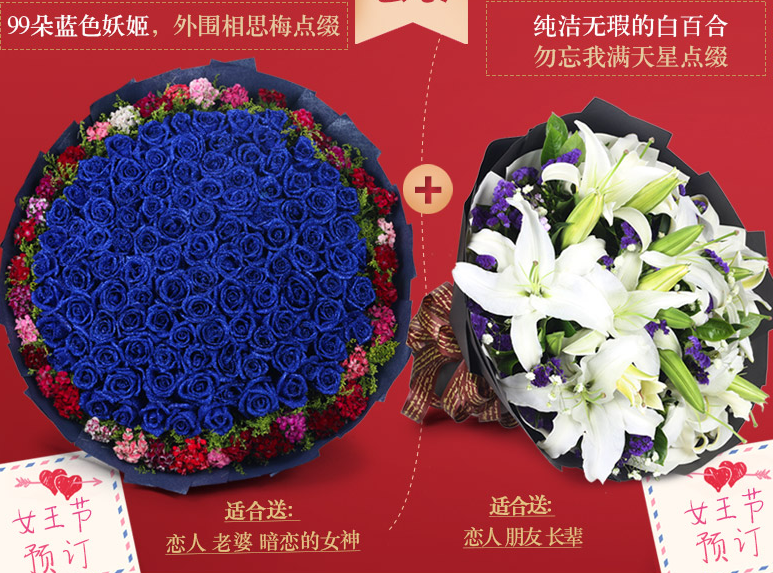 99朵蓝色妖姬，外围相思梅点缀
纯洁无瑕的白百合
勿忘我满天星点缀
适合送:
恋人 老婆 暗恋的女神
适合送:
恋人 朋友 长辈
女王节
预订
女王节
预订